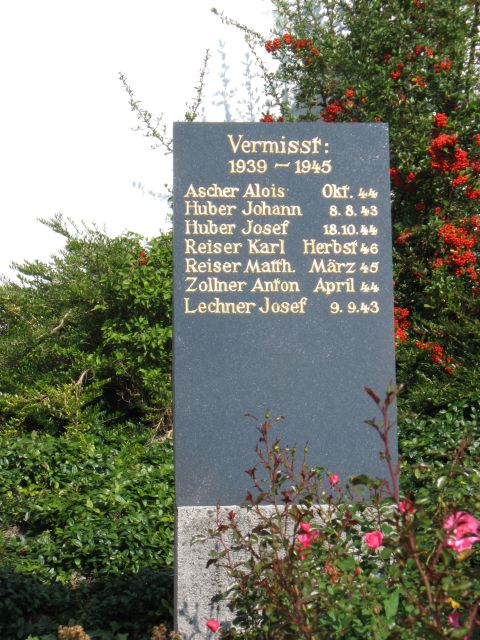 Vermisst:
1939 – 1945
Ascher Alois Okt. 44
Huber Johann 8.8.43
Huber Josef 18.10.44
Reiser Karl Herbst 46
Reiser Matth. März 45
Zollner Anton April 44
Lechner Josef 9.9.43